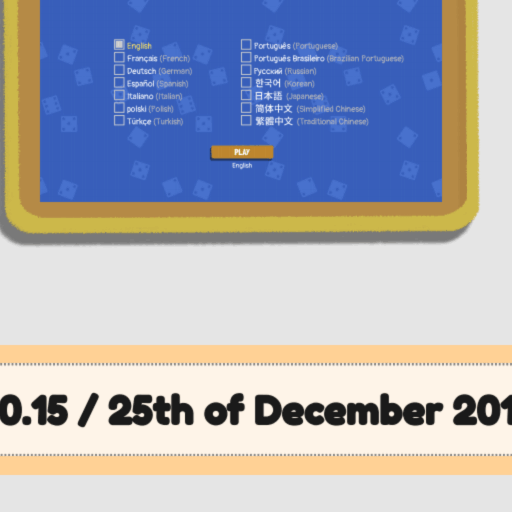 English
Français (French)
Deutsch (German)
Español (Spanish)
Italiano (Italian)
polski (Polish)
Türkçe (Turkish)
Português (Portuguese)
Português Brasileiro (Brazilian Portuguese)
Русский (Russian)
한국어 (Korean)
日本語 (Japanese)
简体中文 (Simplified Chinese)
繁體中文 (Traditional Chinese)
PLAY
English
0.15 / 25th of December 201